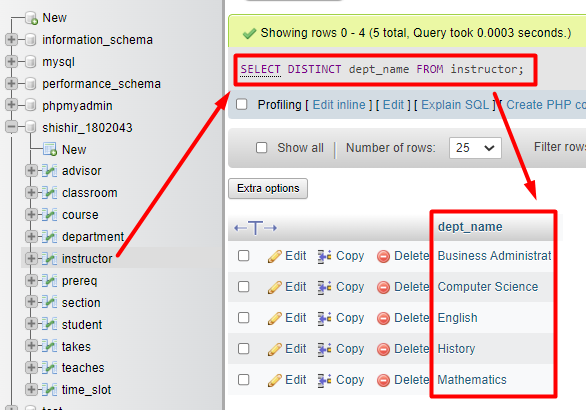 New
information_schema
mysql
performance_schema
phpmyadmin
shishir_1802043
New
advisor
classroom
course
department
instructor
prereq
section
student
takes
teaches
time_slot
Showing rows 0 - 4 (5 total, Query took 0.0003 seconds.)
SELECT DISTINCT dept_name FROM instructor;
Profiling [ Edit inline ] [ Edit ] [ Explain SQL ] [ Create PHP co
Show all | Number of rows: 25 Filter rows
Extra options
←T→ dept_name
Edit Copy Delete Business Administrat
Edit Copy Delete Computer Science
Edit Copy Delete English
Edit Copy Delete History
Edit Copy Delete Mathematics